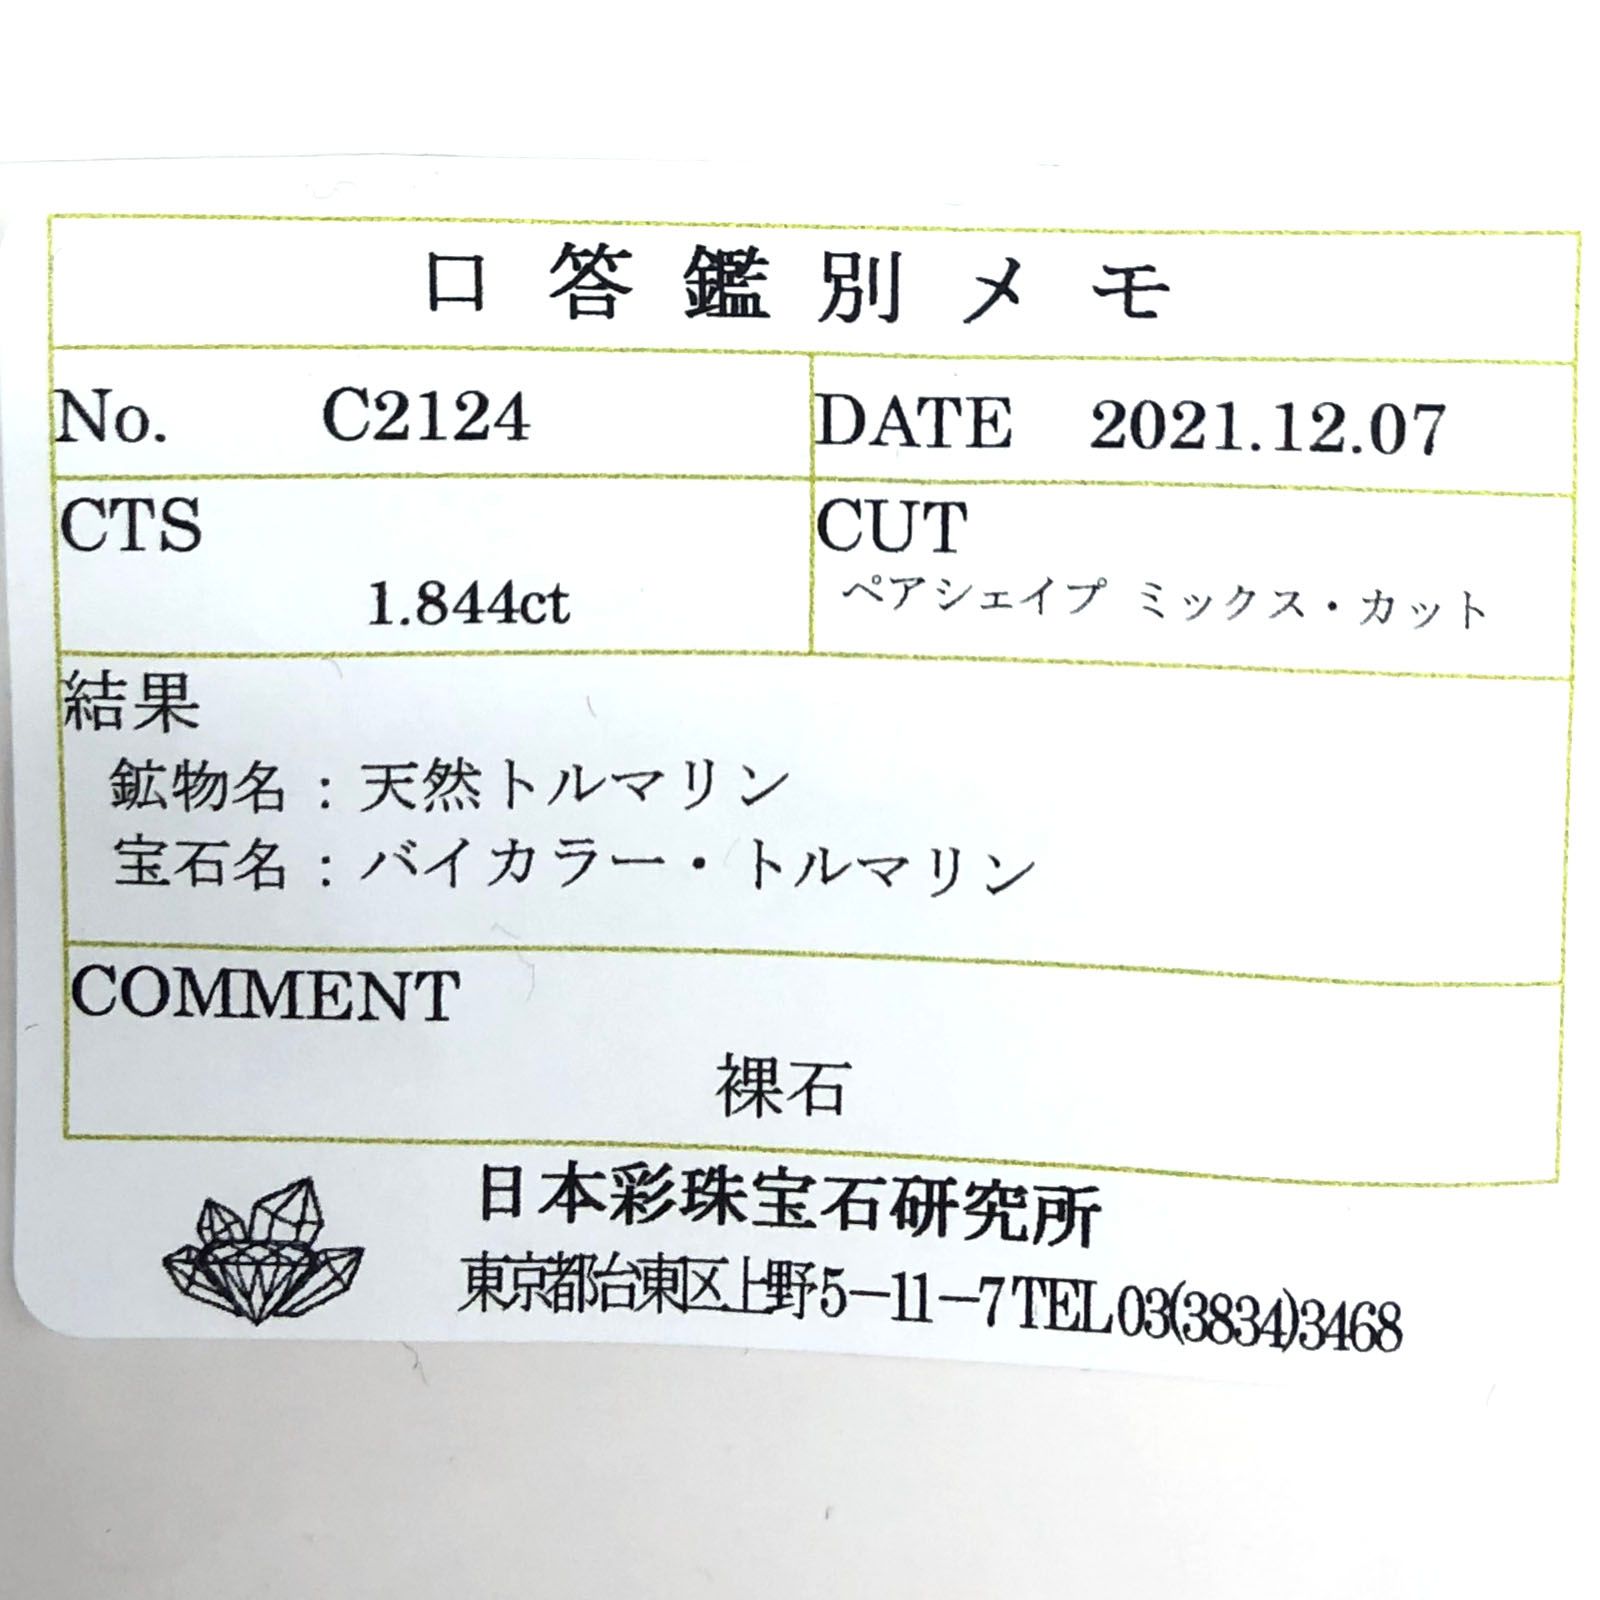 口答鑑別メモ
No. C2124
DATE 2021.12.07
CTS
1.844ct
CUT
ペアシェイプ ミックス・カット
結果
鉱物名：天然トルマリン
宝石名：バイカラー・トルマリン
COMMENT
裸石
日本彩珠宝石研究所
東京都台東区上野5-11-7 TEL 03(3834)3468